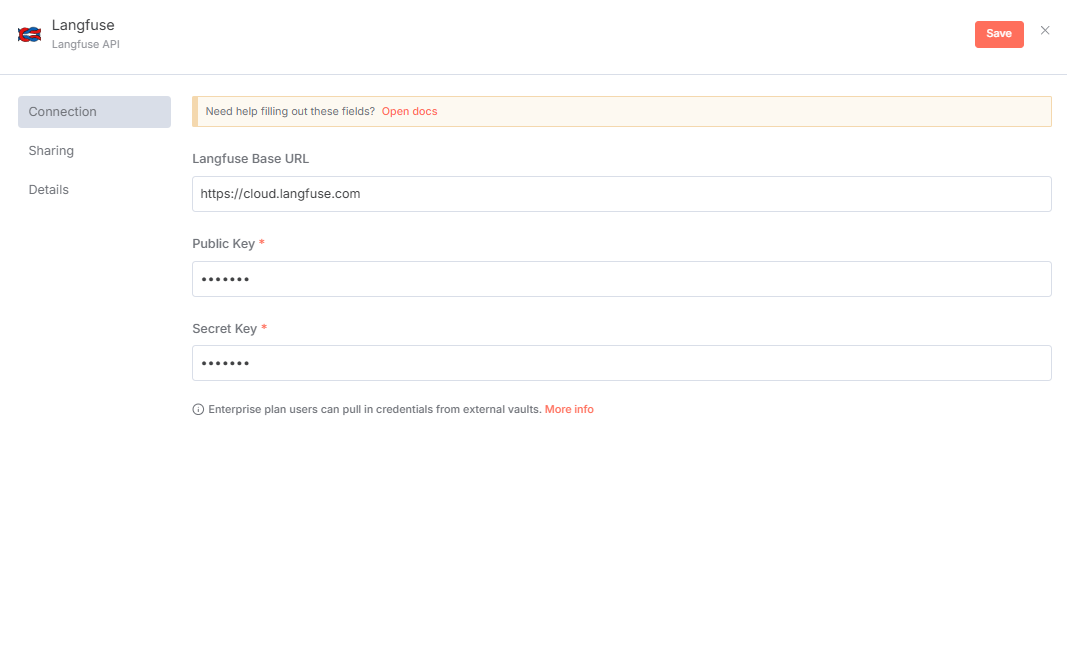 Langfuse
Langfuse API
Save
Connection
Sharing
Details
Need help filling out these fields? Open docs
Langfuse Base URL
https://cloud.langfuse.com
Public Key *
•••••••
Secret Key *
•••••••
Enterprise plan users can pull in credentials from external vaults. More info